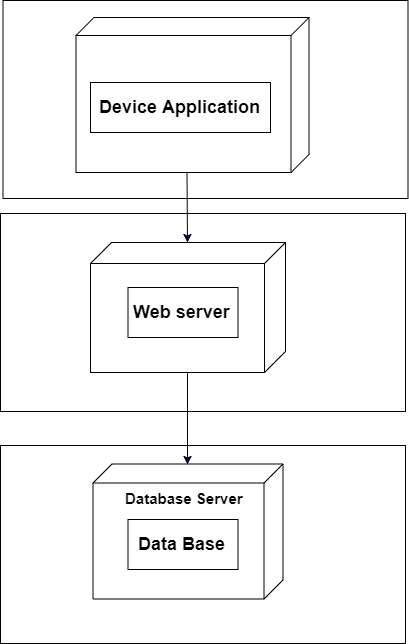 Device Application
Web server
Database Server
Data Base